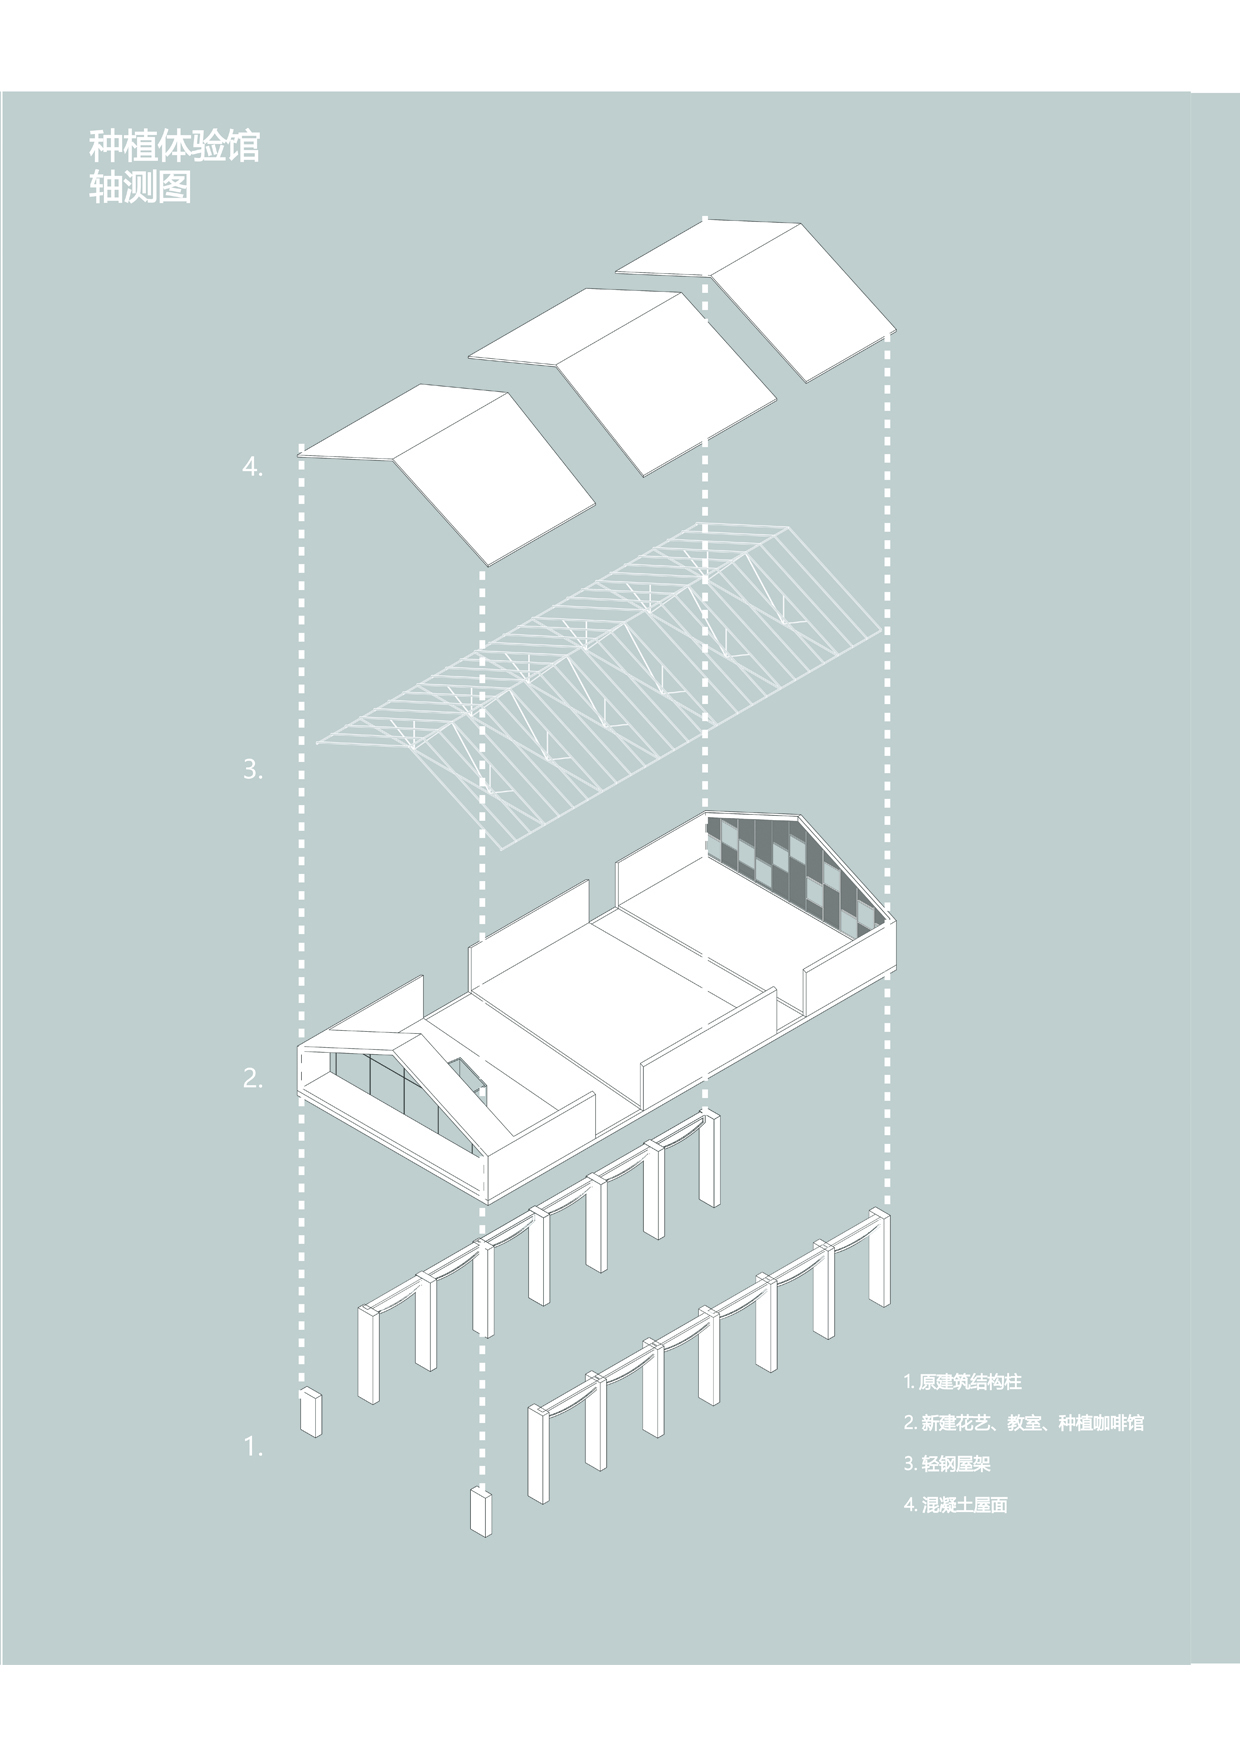 种植体验馆
轴测图
4.
3.
2.
1.
1. 原建筑结构柱
2. 新建花艺、教室、种植咖啡馆
3. 轻钢屋架
4. 混凝土屋面